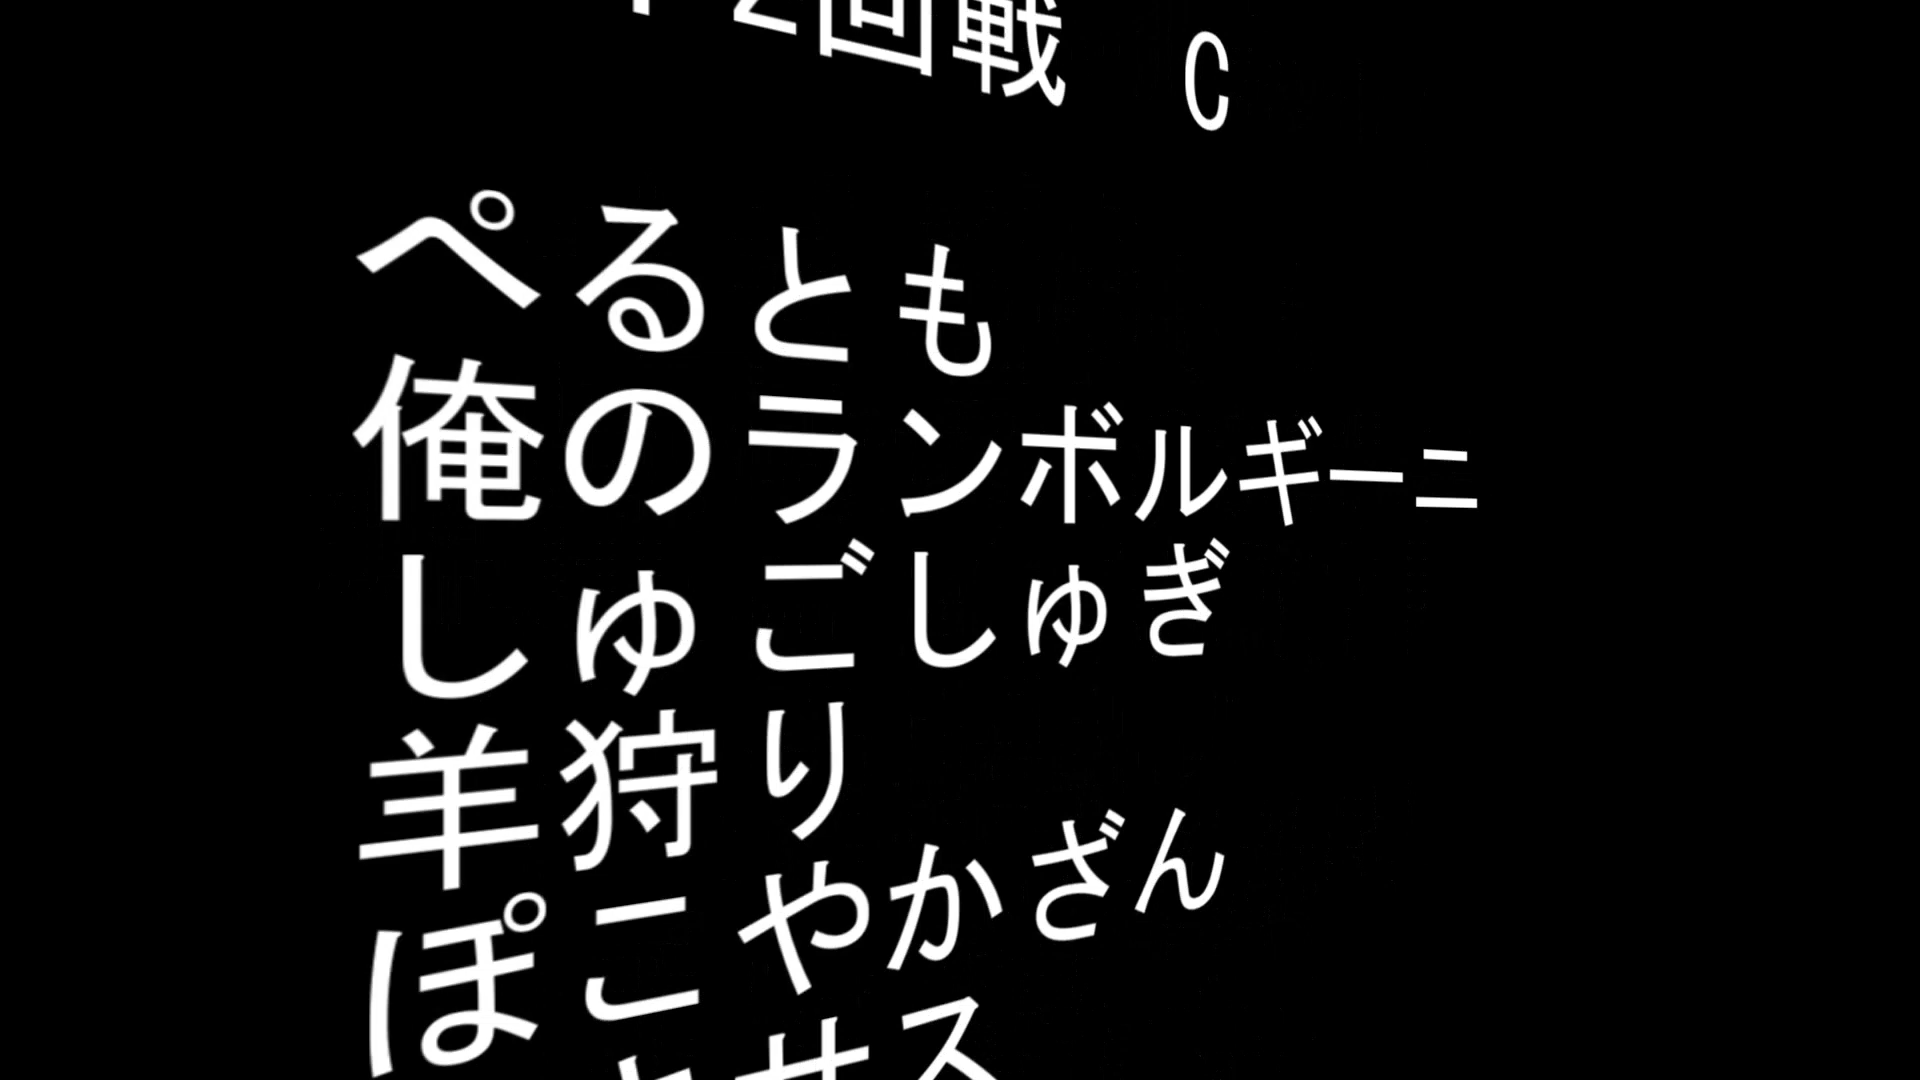 2回戦 C
ぺるとも
俺のランボルギーニ
しゅごしゅぎ
羊狩り
ぽこやかざん